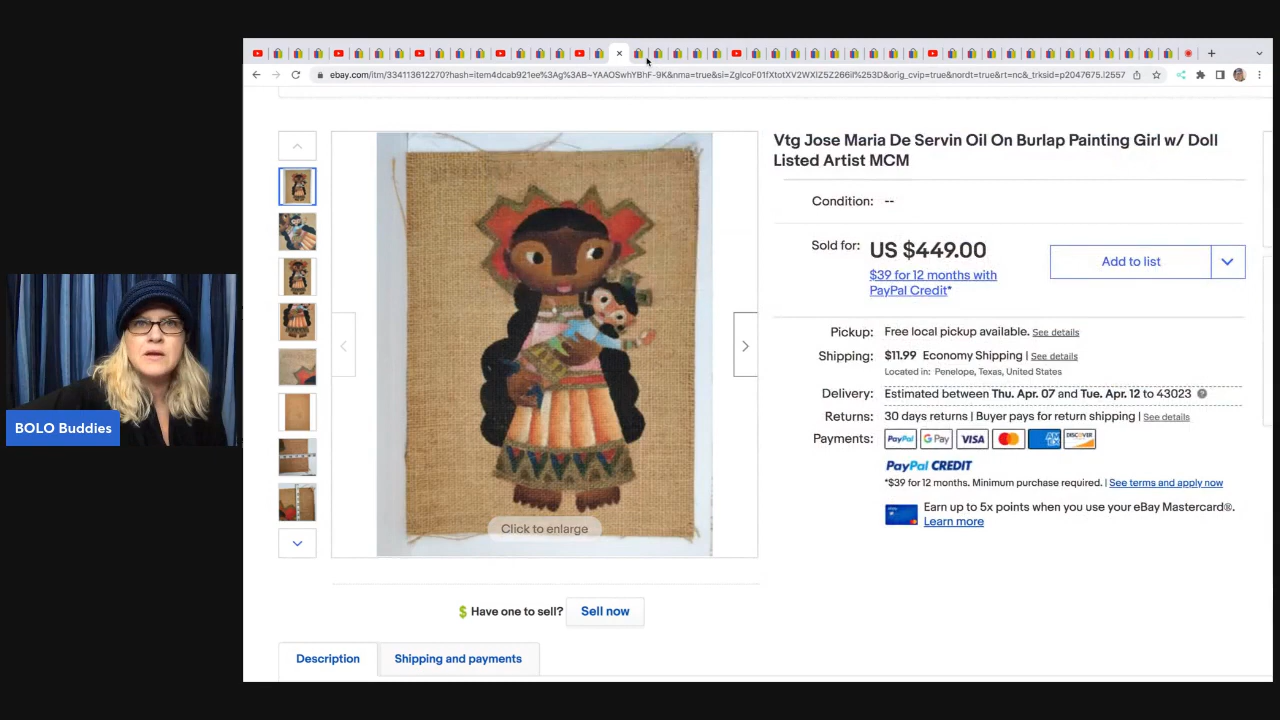 ebay.com/itm/334113612270?hash=item4dcab921ee%3Ag%3AB~YAAOSwhYBhF-9K&nma=true&si=ZglcoF01fXtotXV2WXIZ5Z266iI%253D&orig_cvip=true&nordt=true&rt=nc&_trksid=p2047675.l2557
Vtg Jose Maria De Servin Oil On Burlap Painting Girl w/ Doll
Listed Artist MCM
Condition: --
Sold for: US $449.00
Add to list
$39 for 12 months with
PayPal Credit*
Pickup: Free local pickup available. See details
Shipping: $11.99 Economy Shipping | See details
Located in: Penelope, Texas, United States
Delivery: Estimated between Thu. Apr. 07 and Tue. Apr. 12 to 43023
Returns: 30 days returns | Buyer pays for return shipping | See details
Payments: PayPal G Pay VISA MasterCard AMEX DISCOVER
PayPal CREDIT
*$39 for 12 months. Minimum purchase required. | See terms and apply now
Earn up to 5x points when you use your eBay Mastercard®.
Learn more
BOLO Buddies
Click to enlarge
Have one to sell? Sell now
Description Shipping and payments